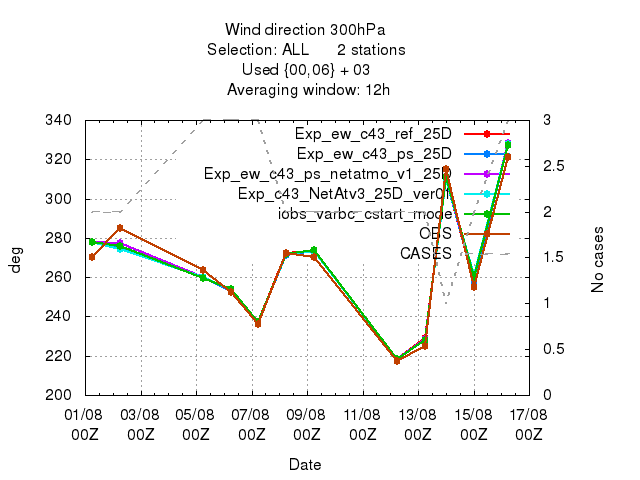 Wind direction 300hPa
Selection: ALL 2 stations
Used {00,06} + 03
Averaging window: 12h
340
320
300
280
260
240
220
200
deg
3
2.5
2
1.5
1
0.5
0
No cases
Exp_ew_c43_ref_25D
Exp_ew_c43_ps_25D
Exp_ew_c43_ps_netatmo_v1_25D
Exp_c43_NetAtv3_25D_ver01
iobs_varbc_cstart_mode
OBS
CASES
01/08 03/08 05/08 07/08 09/08 11/08 13/08 15/08 17/08
00Z 00Z 00Z 00Z 00Z 00Z 00Z 00Z 00Z
Date